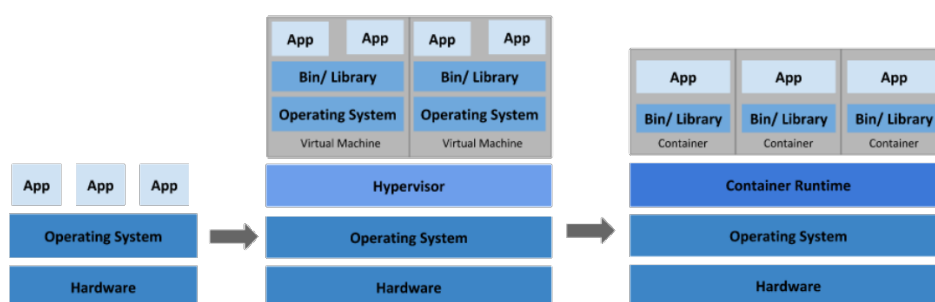 App App App
Operating System
Hardware
App App App App
Bin/ Library Bin/ Library
Operating System Operating System
Virtual Machine Virtual Machine
Hypervisor
Operating System
Hardware
App App App
Bin/ Library Bin/ Library Bin/ Library
Container Container Container
Container Runtime
Operating System
Hardware